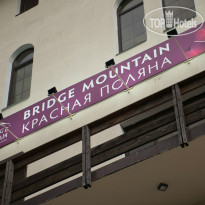 TOP Hotels
BRIDGE MOUNTAIN
КРАСНАЯ ПОЛЯНА